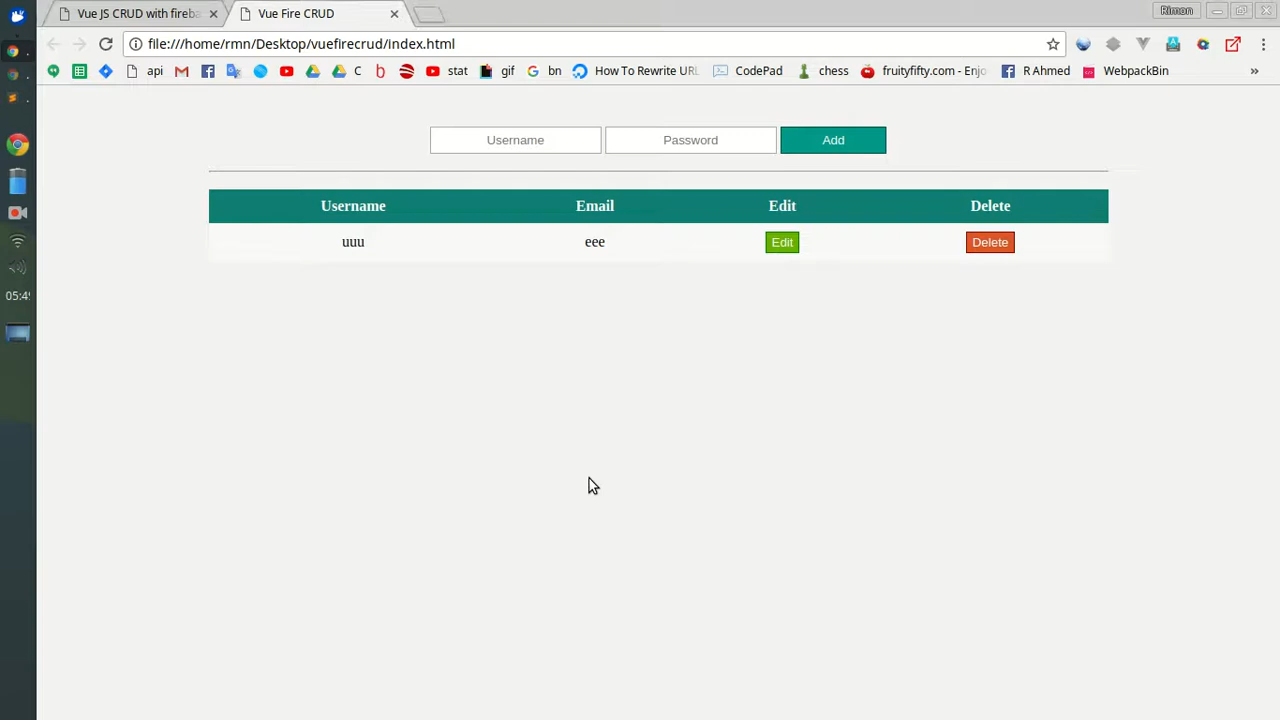 Vue JS CRUD with fireba
Vue Fire CRUD
Rimon
file:///home/rmn/Desktop/vuefirecrud/index.html
api
C
stat
gif
bn
How To Rewrite URL
CodePad
chess
fruityfifty.com - Enjo
R Ahmed
WebpackBin
»
Username Password Add
Username Email Edit Delete
uuu eee Edit Delete